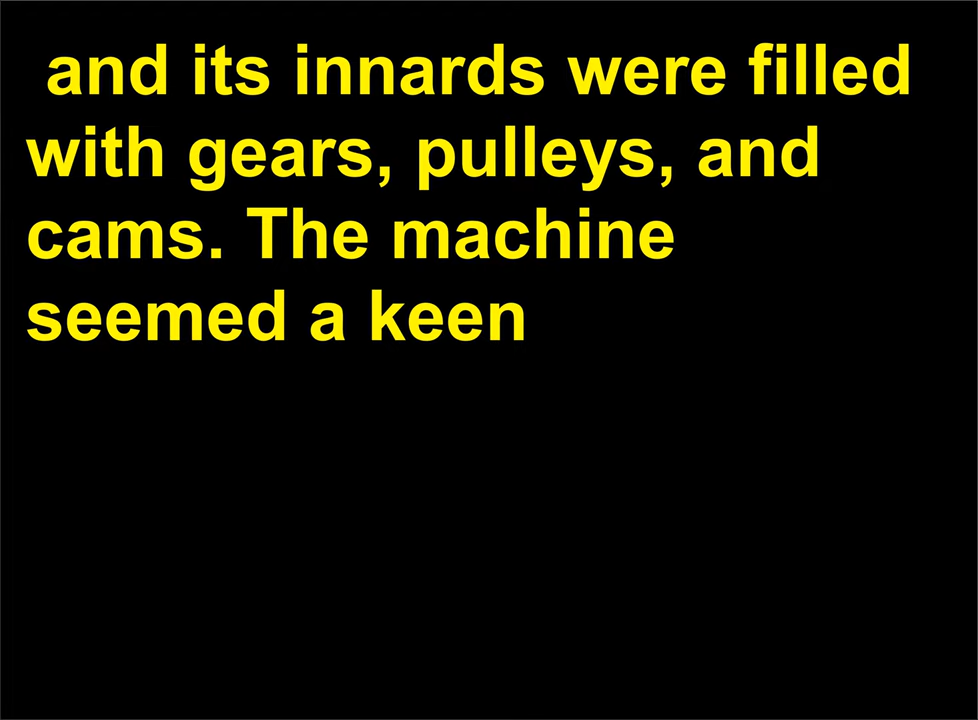 and its innards were filled
with gears, pulleys, and
cams. The machine
seemed a keen